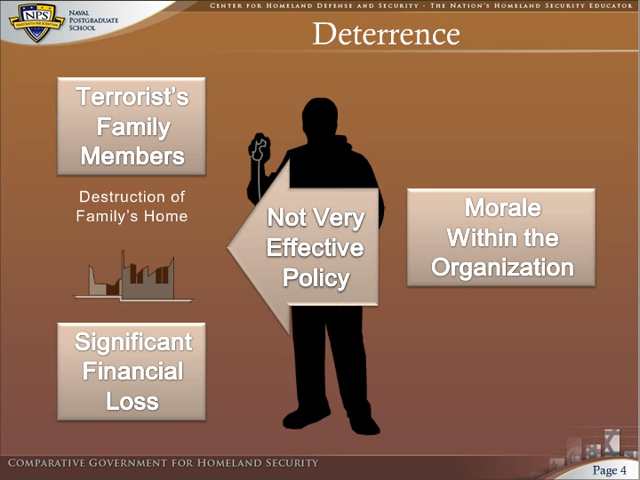 CENTER FOR HOMELAND DEFENSE AND SECURITY · THE NATION'S HOMELAND SECURITY EDUCATOR
NPS
NAVAL
POSTGRADUATE
SCHOOL
Deterrence
Terrorist's
Family
Members
Destruction of
Family's Home
Significant
Financial
Loss
Not Very
Effective
Policy
Morale
Within the
Organization
COMPARATIVE GOVERNMENT FOR HOMELAND SECURITY
Page 4